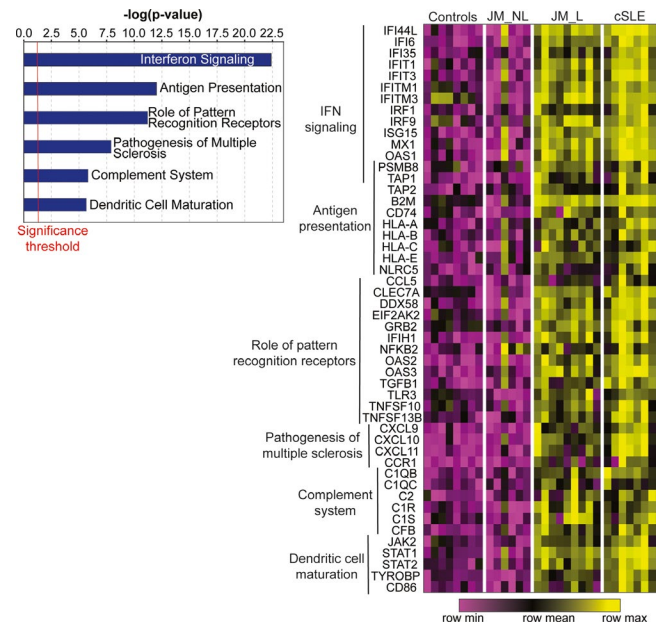 -log(p-value)
0.0 2.5 5.0 7.5 10.0 12.5 15.0 17.5 20.0 22.5
Interferon Signaling
Antigen Presentation
Role of Pattern
Recognition Receptors
Pathogenesis of Multiple
Sclerosis
Complement System
Dendritic Cell Maturation
Significance
threshold
Controls JM_NL JM_L cSLE
IFN
signaling
Antigen
presentation
Role of pattern
recognition receptors
Pathogenesis of
multiple sclerosis
Complement
system
Dendritic cell
maturation
IFI44L
IFI6
IFI35
IFIT1
IFIT3
IFITM1
IFITM3
IRF1
IRF9
ISG15
MX1
OAS1
PSMB8
TAP1
TAP2
B2M
CD74
HLA-A
HLA-B
HLA-C
HLA-E
NLRC5
CCL5
CLEC7A
DDX58
EIF2AK2
GRB2
IFIH1
NFKB2
OAS2
OAS3
TGFB1
TLR3
TNFSF10
TNFSF13B
CXCL9
CXCL10
CXCL11
CCR1
C1QB
C1QC
C2
C1R
C1S
CFB
JAK2
STAT1
STAT2
TYROBP
CD86
row min row mean row max